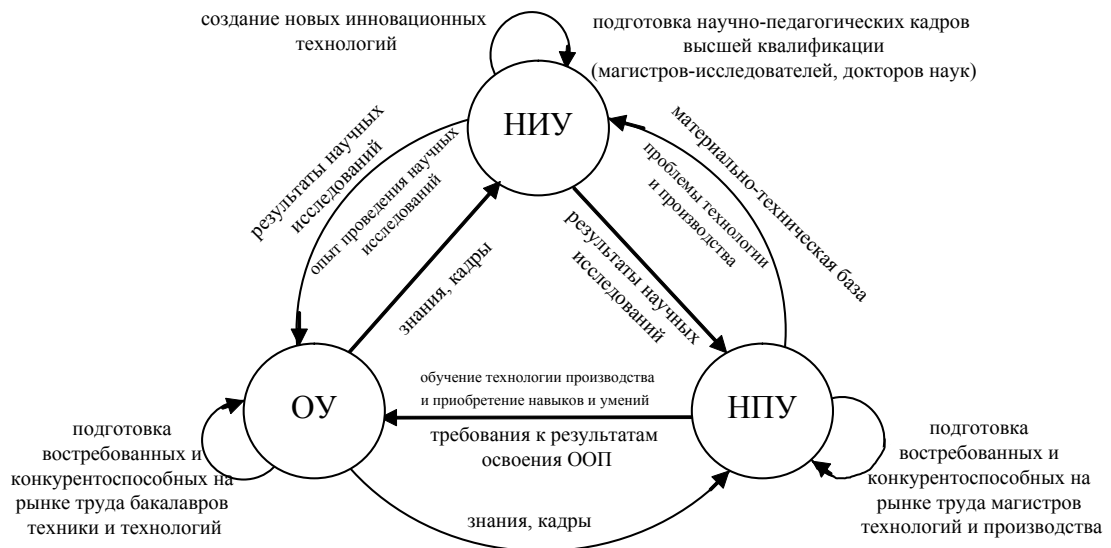 создание новых инновационных
технологий
подготовка научно-педагогических кадров
высшей квалификации
(магистров-исследователей, докторов наук)
НИУ
результаты научных
исследований
опыт проведения научных
исследований
знания, кадры
результаты научных
исследований
проблемы технологии
и производства
материально-техническая база
ОУ
обучение технологии производства
и приобретение навыков и умений
требования к результатам
освоения ООП
НПУ
подготовка
востребованных и
конкурентоспособных на
рынке труда бакалавров
техники и технологий
знания, кадры
подготовка
востребованных и
конкурентоспособных на
рынке труда магистров
технологий и производства